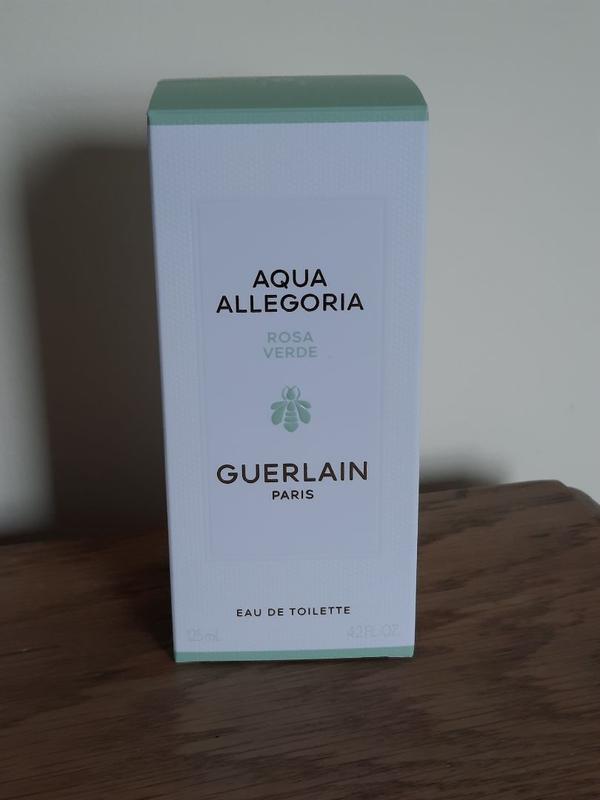 AQUA
ALLEGORIA
ROSA
VERDE
GUERLAIN
PARIS
EAU DE TOILETTE
125 mL 4.2 FL.OZ.